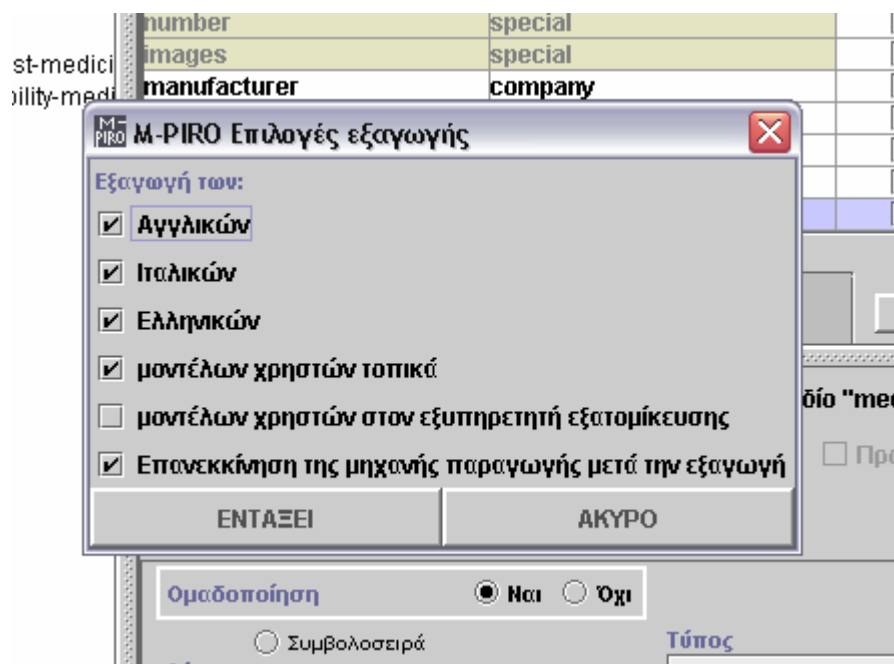 number special
images special
st-medici
manufacturer company
bility-medi
M-PIRO M-PIRO Επιλογές εξαγωγής
Εξαγωγή των:
Αγγλικών
Ιταλικών
Ελληνικών
μοντέλων χρηστών τοπικά
μοντέλων χρηστών στον εξυπηρετητή εξατομίκευσης
Επανεκκίνηση της μηχανής παραγωγής μετά την εξαγωγή
ΕΝΤΑΞΕΙ ΑΚΥΡΟ
δίο "med
Πρ
Ομαδοποίηση Ναι Όχι
Συμβολοσειρά Τύπος